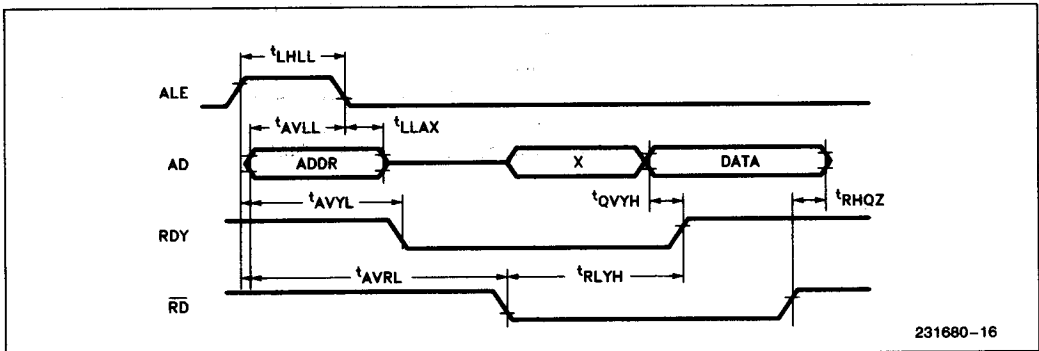 tLHLL
ALE
tAVLL tLLAX
AD ADDR X DATA
tAVYL tQVYH tRHQZ
RDY
tAVRL tRLYH
RD
231680-16